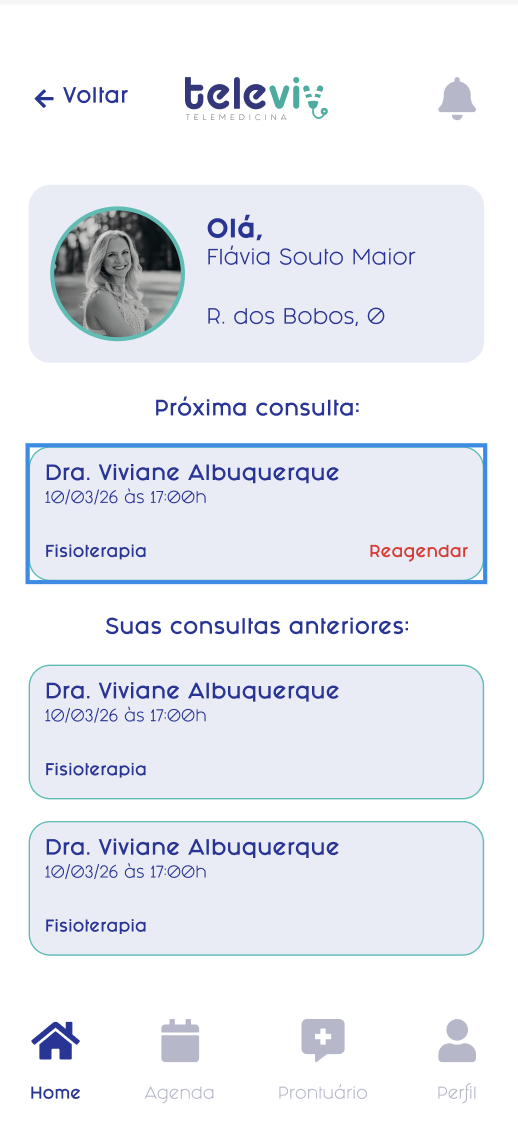 ← Voltar
televiv
TELEMEDICINA
Olá,
Flávia Souto Maior
R. dos Bobos, 0
Próxima consulta:
Dra. Viviane Albuquerque
10/03/26 às 17:00h
Fisioterapia
Reagendar
Suas consultas anteriores:
Dra. Viviane Albuquerque
10/03/26 às 17:00h
Fisioterapia
Dra. Viviane Albuquerque
10/03/26 às 17:00h
Fisioterapia
Home
Agenda
Prontuário
Perfil